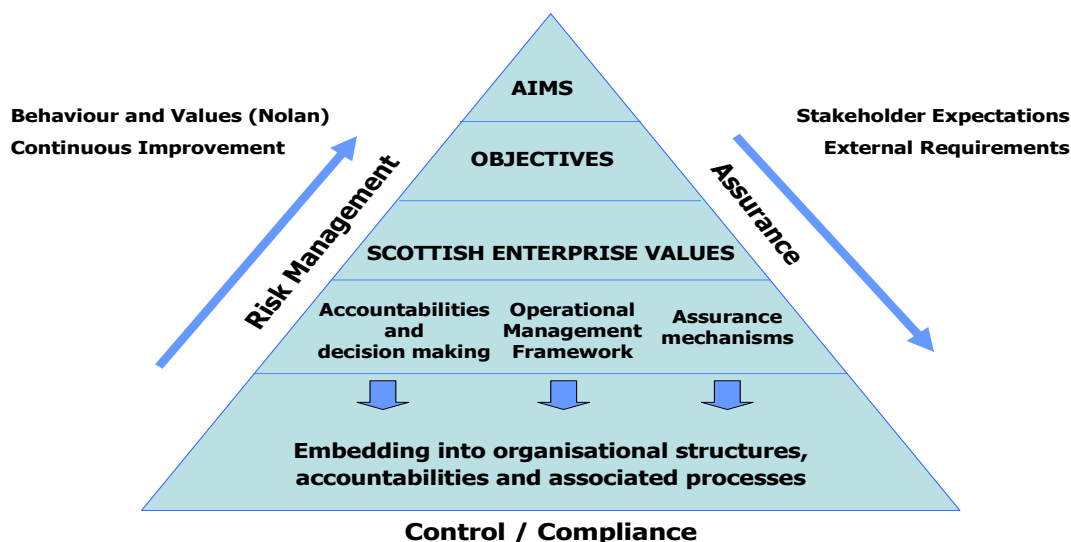 AIMS
Behaviour and Values (Nolan)
Continuous Improvement
Stakeholder Expectations
External Requirements
OBJECTIVES
Risk Management
Assurance
SCOTTISH ENTERPRISE VALUES
Accountabilities
and
decision making
Operational
Management
Framework
Assurance
mechanisms
Embedding into organisational structures,
accountabilities and associated processes
Control / Compliance